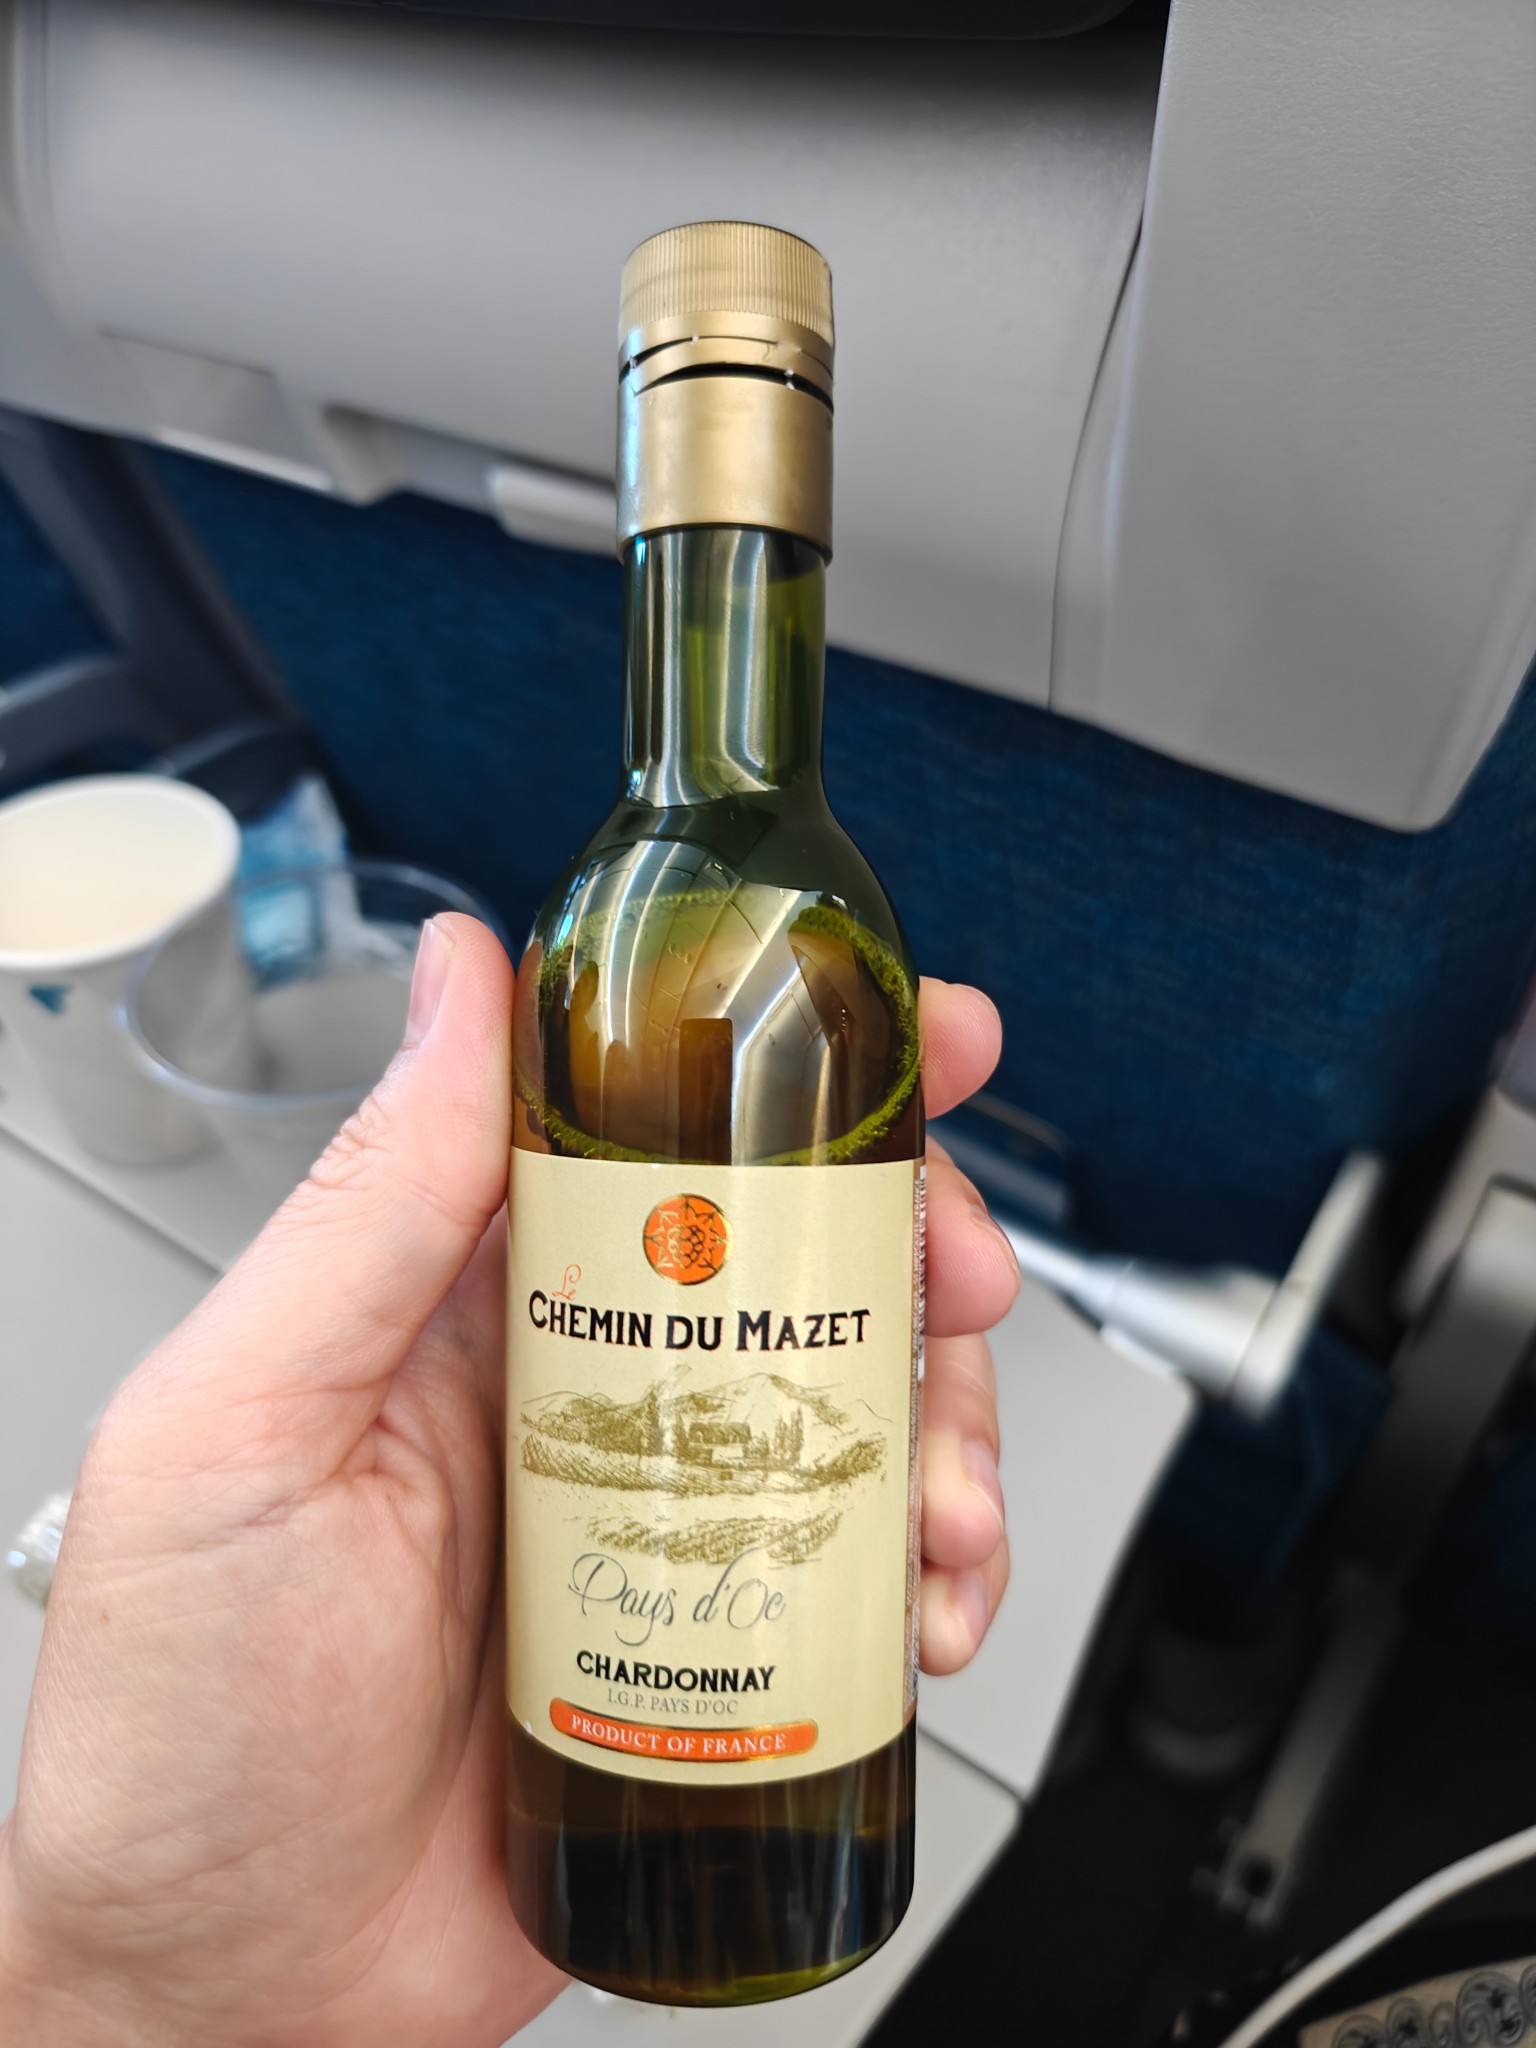 Le
CHEMIN DU MAZET
Pays d'Oc
CHARDONNAY
I.G.P. PAYS D'OC
PRODUCT OF FRANCE